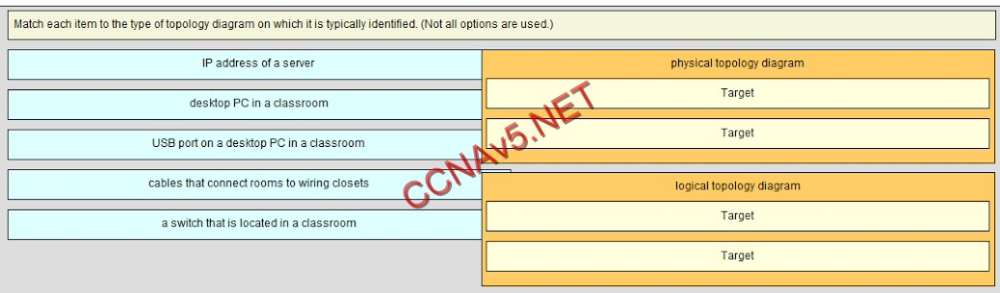 Match each item to the type of topology diagram on which it is typically identified. (Not all options are used.)
IP address of a server
desktop PC in a classroom
USB port on a desktop PC in a classroom
cables that connect rooms to wiring closets
a switch that is located in a classroom
physical topology diagram
Target
Target
logical topology diagram
Target
Target
CCNAv5.NET